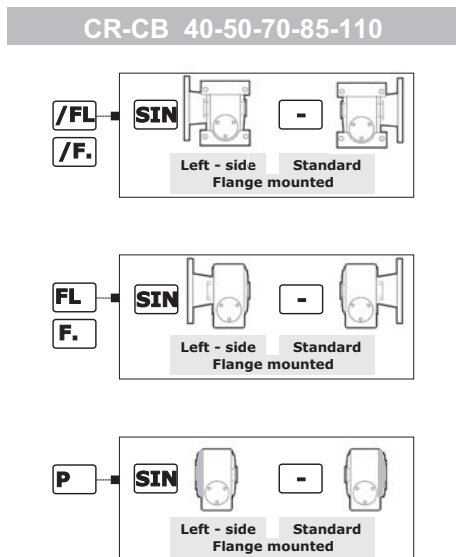 CR-CB 40-50-70-85-110
/FL SIN -
/F.
Left - side Standard
Flange mounted
FL SIN -
F.
Left - side Standard
Flange mounted
P SIN -
Left - side Standard
Flange mounted